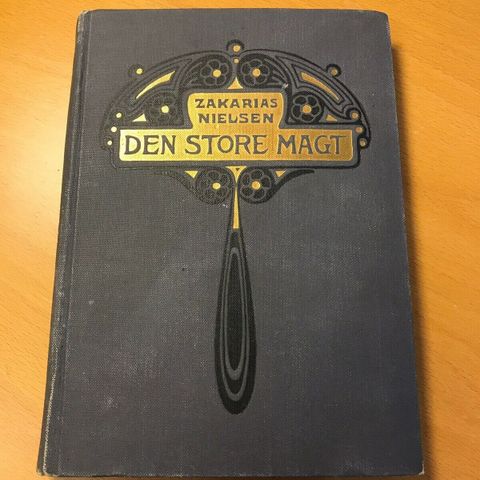 ZAKARIAS
NIELSEN
DEN STORE MAGT